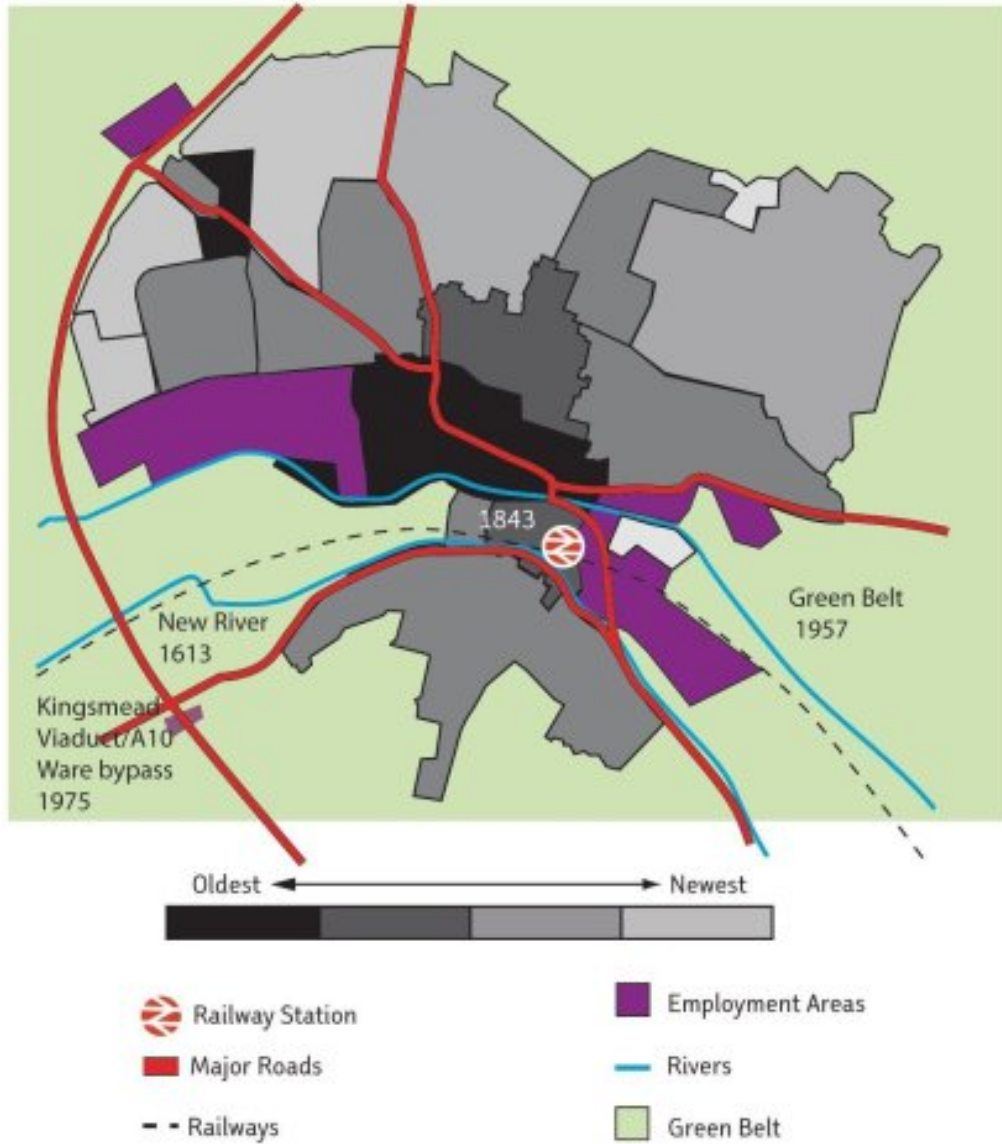 1843
New River
1613
Green Belt
1957
Kingsmead
Viaduct/A10
Ware bypass
1975
Oldest
Newest
Railway Station
Employment Areas
Major Roads
Rivers
Railways
Green Belt